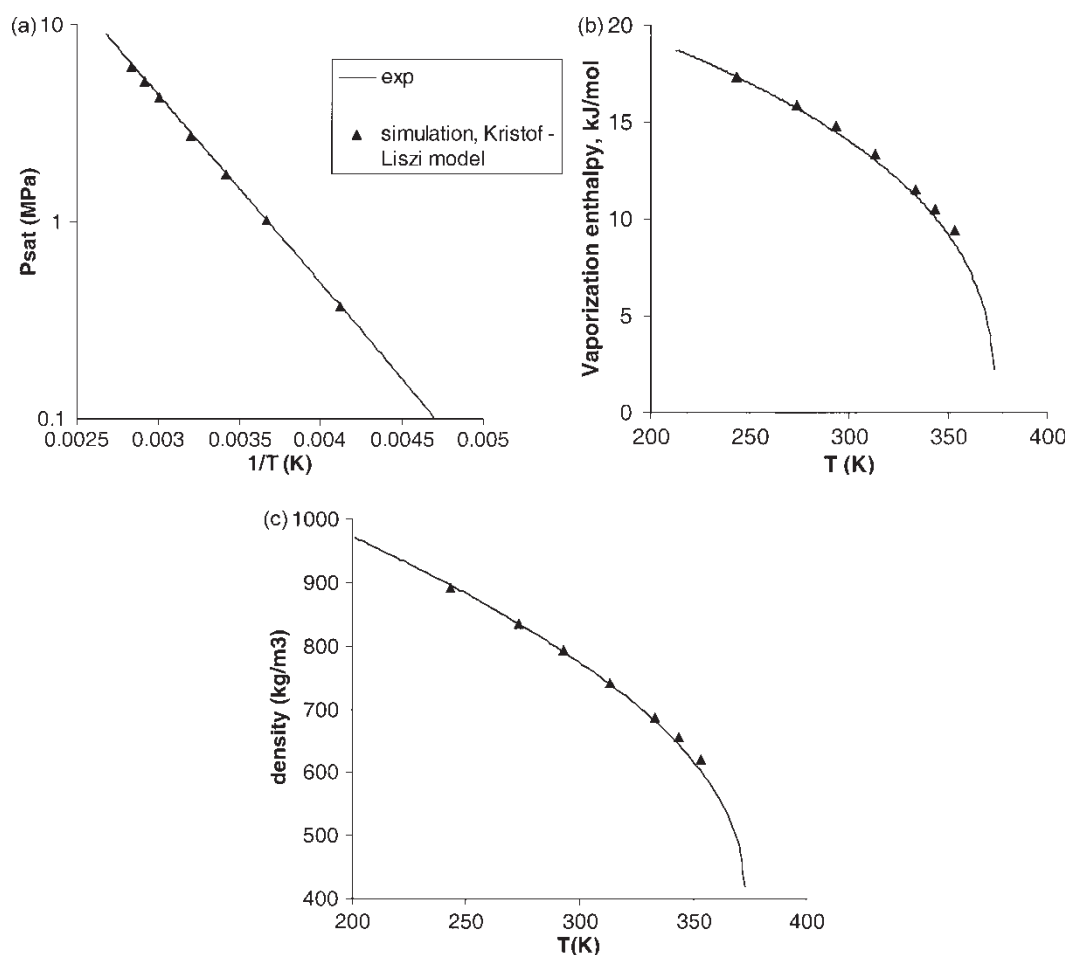 (a)
10
1
0.1
Psat (MPa)
0.0025 0.003 0.0035 0.004 0.0045 0.005
1/T (K)
exp
simulation, Kristof -
Liszi model
(b)
20
15
10
5
0
Vaporization enthalpy, kJ/mol
200 250 300 350 400
T (K)
(c)
1000
900
800
700
600
500
400
density (kg/m3)
200 250 300 350 400
T(K)